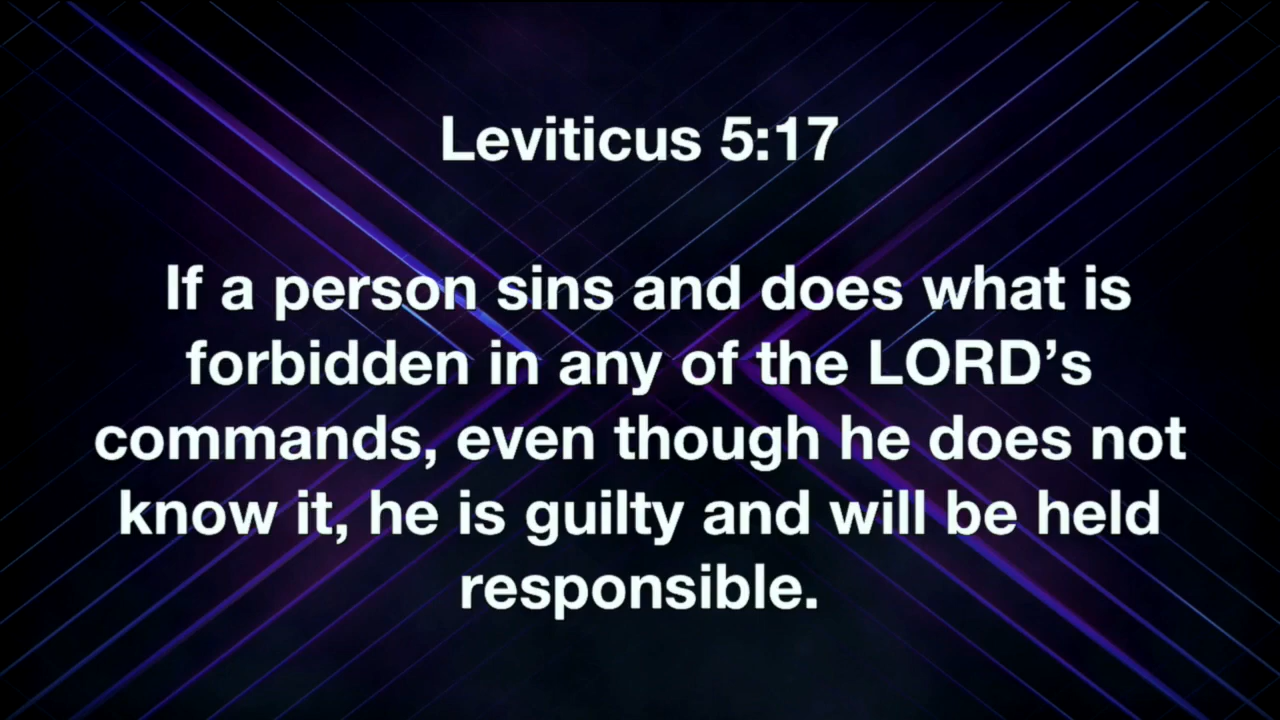 Leviticus 5:17
If a person sins and does what is
forbidden in any of the LORD’s
commands, even though he does not
know it, he is guilty and will be held
responsible.